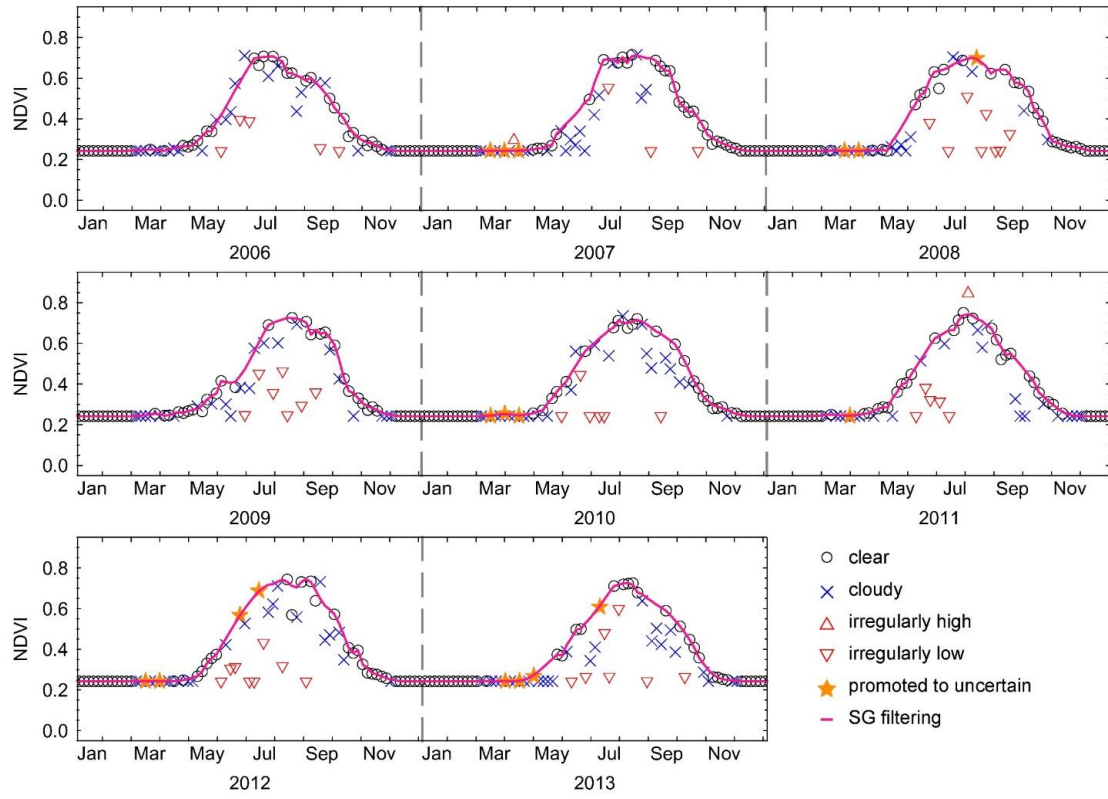 NDVI
0.8
0.6
0.4
0.2
0.0
Jan Mar May Jul Sep Nov Jan Mar May Jul Sep Nov Jan Mar May Jul Sep Nov
2006 2007 2008
NDVI
0.8
0.6
0.4
0.2
0.0
Jan Mar May Jul Sep Nov Jan Mar May Jul Sep Nov Jan Mar May Jul Sep Nov
2009 2010 2011
NDVI
0.8
0.6
0.4
0.2
0.0
Jan Mar May Jul Sep Nov Jan Mar May Jul Sep Nov
2012 2013
clear
cloudy
irregularly high
irregularly low
promoted to uncertain
SG filtering